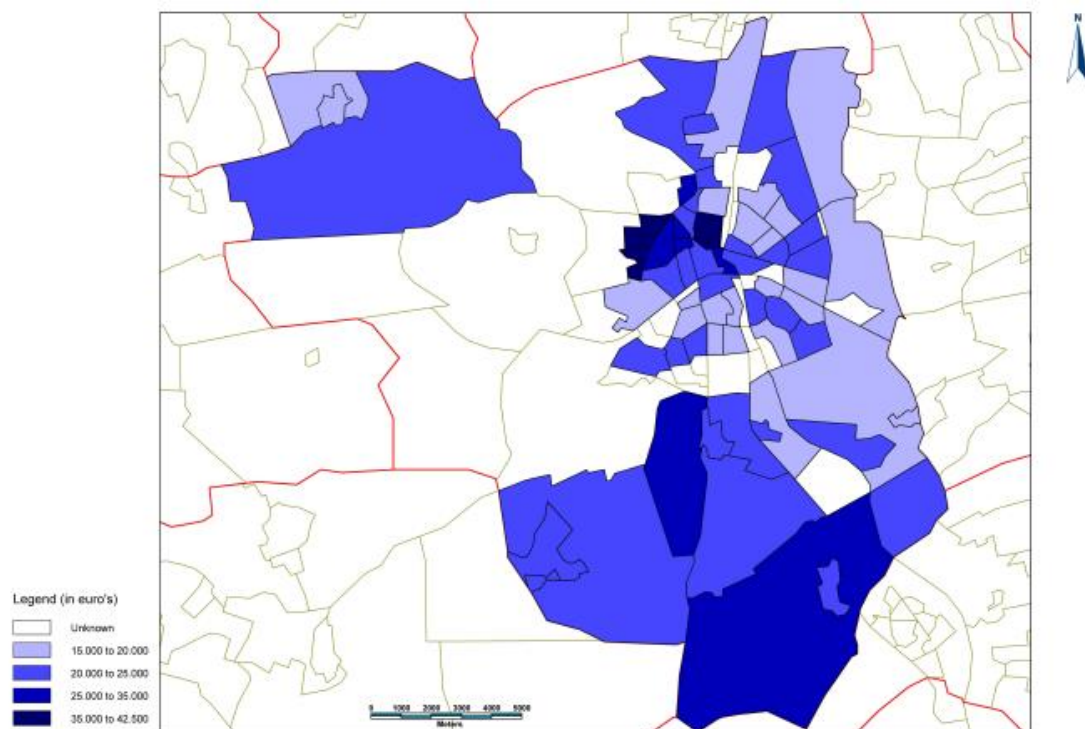 N
Legend (in euro's)
Unknown
15.000 to 20.000
20.000 to 25.000
25.000 to 35.000
35.000 to 42.500
0 1000 2000 3000 4000 5000
Meters